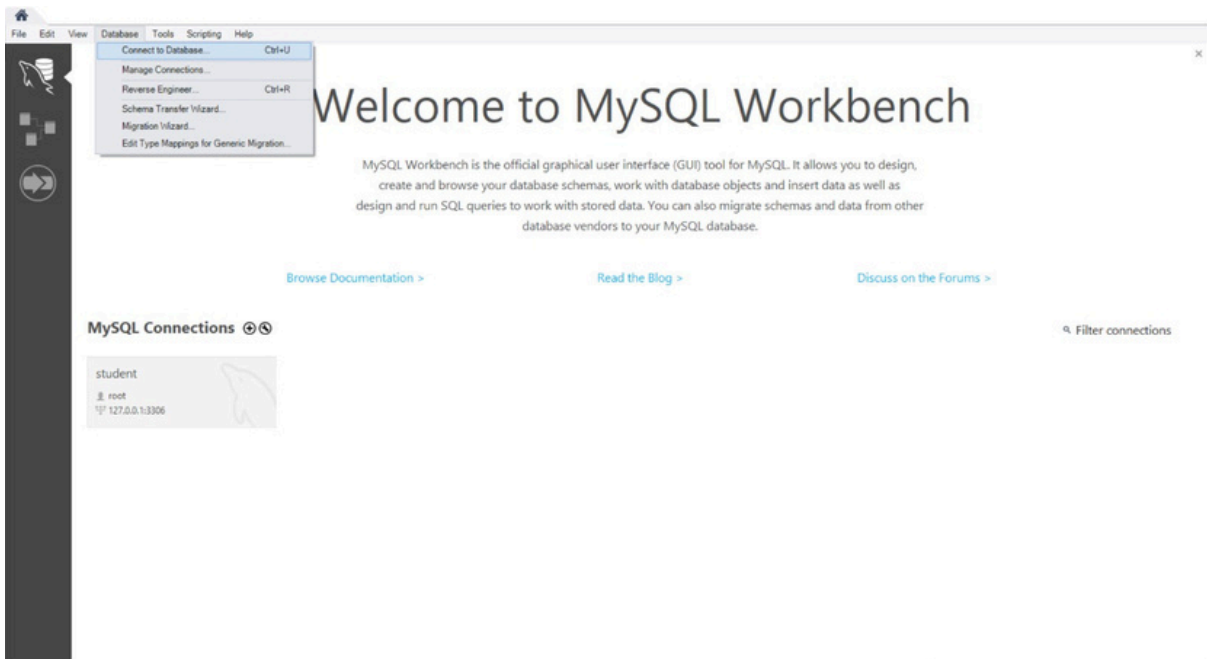 File Edit View Database Tools Scripting Help
Connect to Database... Ctrl+U
Manage Connections...
Reverse Engineer... Ctrl+R
Schema Transfer Wizard...
Migration Wizard...
Edit Type Mappings for Generic Migration...
Welcome to MySQL Workbench
MySQL Workbench is the official graphical user interface (GUI) tool for MySQL. It allows you to design,
create and browse your database schemas, work with database objects and insert data as well as
design and run SQL queries to work with stored data. You can also migrate schemas and data from other
database vendors to your MySQL database.
Browse Documentation > Read the Blog > Discuss on the Forums >
MySQL Connections Filter connections
student
root
127.0.0.1:3306